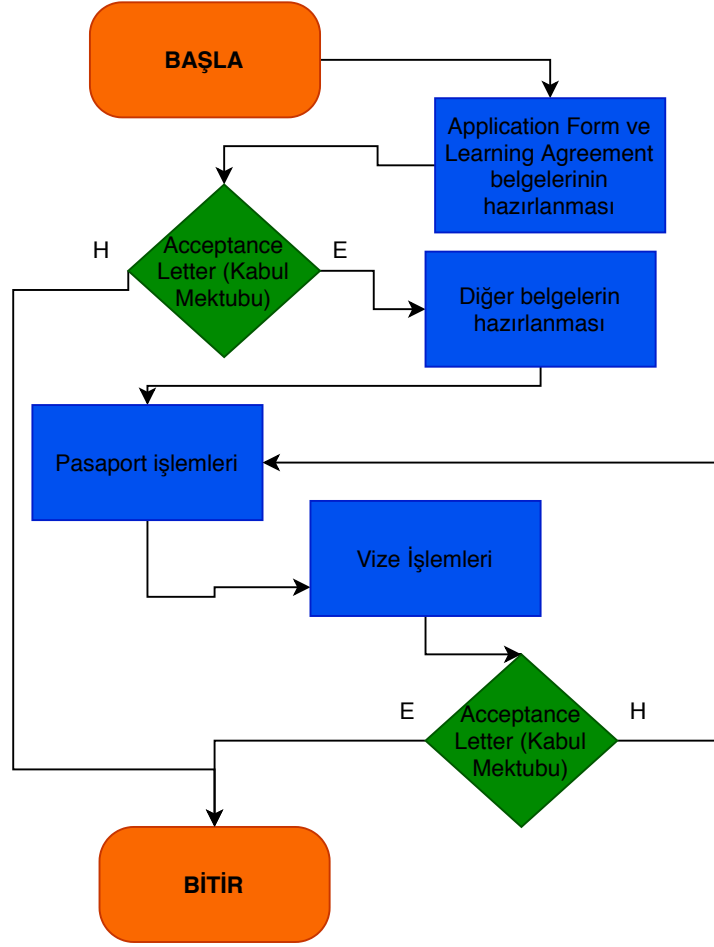 BAŞLA
Application Form ve
Learning Agreement
belgelerinin
hazırlanması
H
Acceptance
Letter (Kabul
Mektubu)
E
Diğer belgelerin
hazırlanması
Pasaport işlemleri
Vize İşlemleri
E
Acceptance
Letter (Kabul
Mektubu)
H
BİTİR